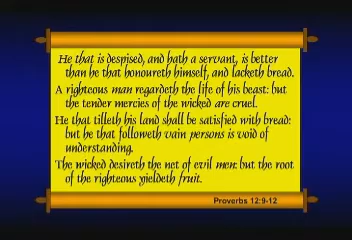 He that is despised, and hath a servant, is better
than he that honoureth himself, and lacketh bread.
A righteous man regardeth the life of his beast: but
the tender mercies of the wicked are cruel.
He that tilleth his land shall be satisfied with bread:
but he that followeth vain persons is void of
understanding.
The wicked desireth the net of evil men: but the root
of the righteous yieldeth fruit.
Proverbs 12:9-12